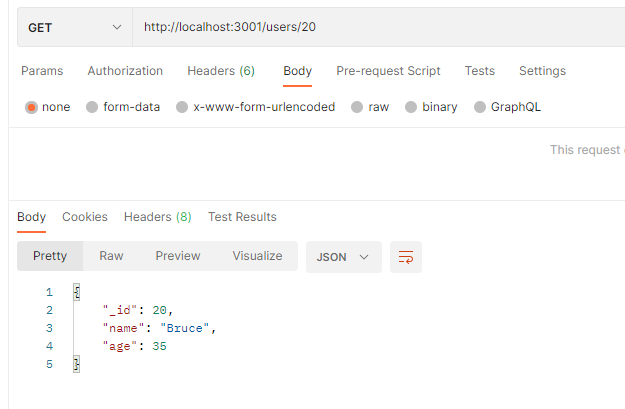 GET http://localhost:3001/users/20
Params Authorization Headers (6) Body Pre-request Script Tests Settings
none form-data x-www-form-urlencoded raw binary GraphQL
This request
Body Cookies Headers (8) Test Results
Pretty Raw Preview Visualize JSON
1 {
2 "_id": 20,
3 "name": "Bruce",
4 "age": 35
5 }